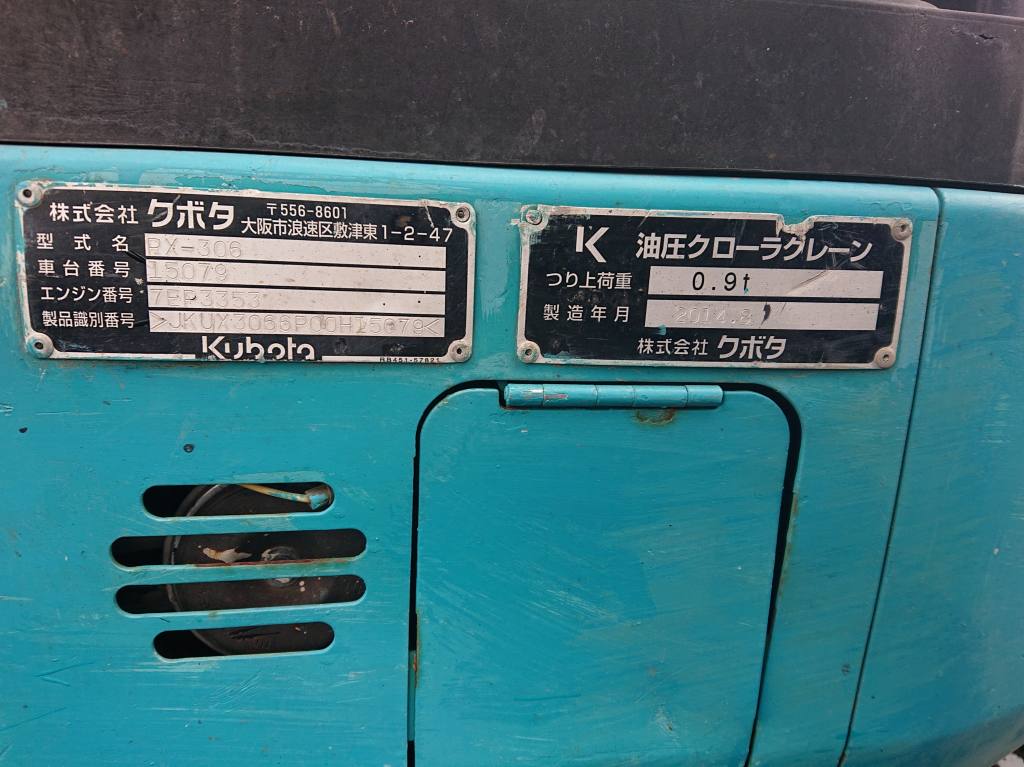 株式会社 クボタ
〒556-8601
大阪市浪速区敷津東1-2-47
型式名 RX-306
車台番号 15079
エンジン番号 7EP3353
製品識別番号 >JKUX3066P00H15079<
Kubota
RB451-57821
K 油圧クローラクレーン
つり上荷重 0.9t
製造年月 2014.8
株式会社 クボタ